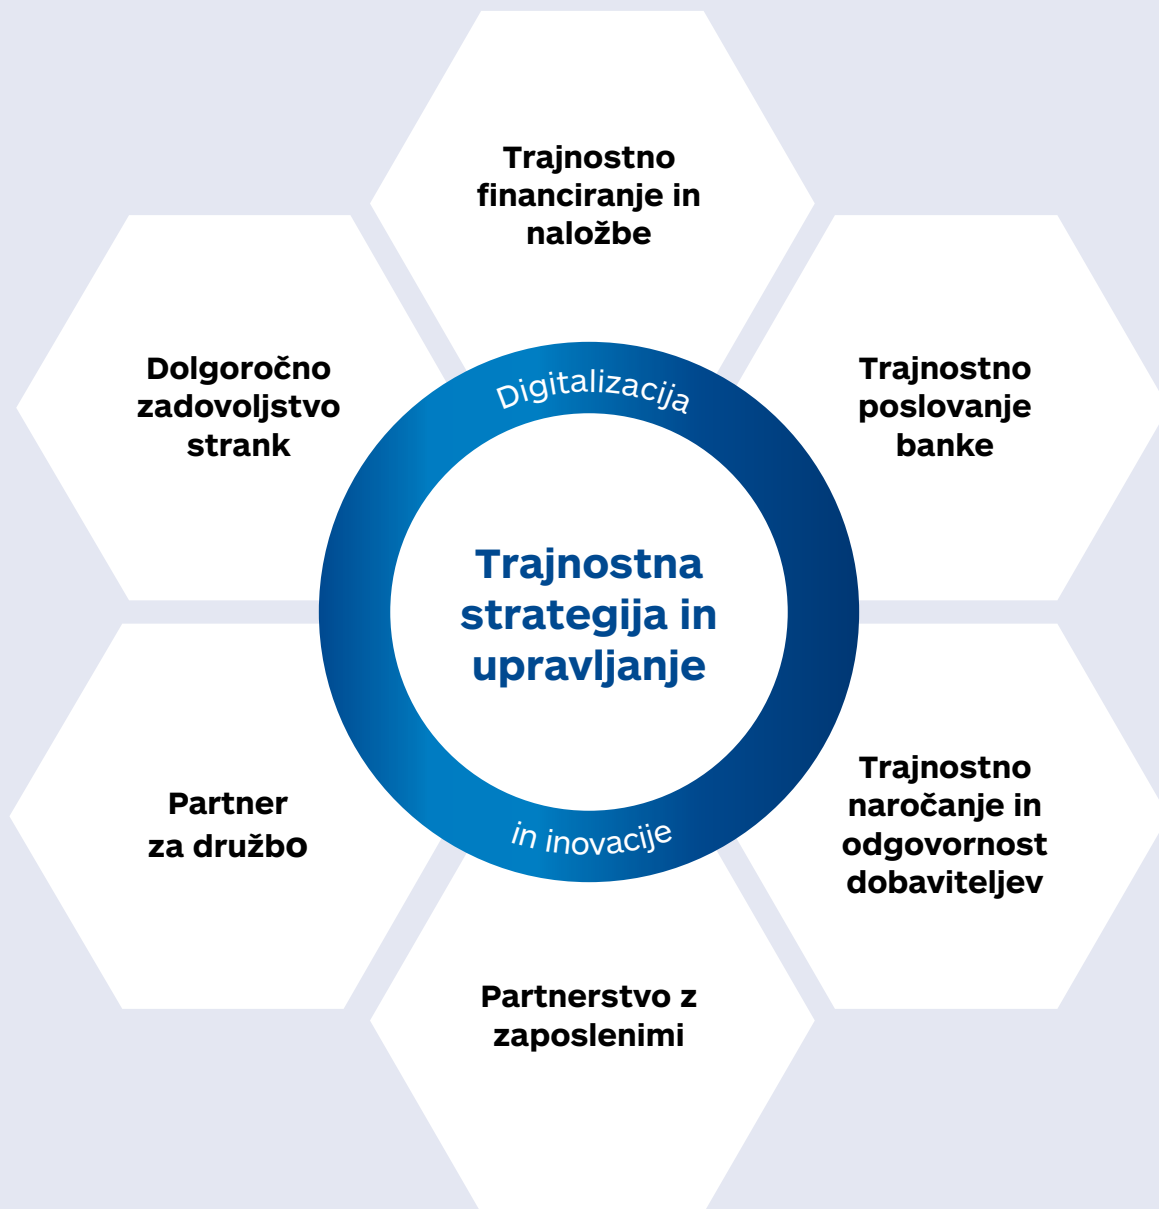 Trajnostno
financiranje in
naložbe
Dolgoročno
zadovoljstvo
strank
Trajnostno
poslovanje
banke
Digitalizacija
Trajnostna
strategija in
upravljanje
in inovacije
Partner
za družbo
Trajnostno
naročanje in
odgovornost
dobaviteljev
Partnerstvo z
zaposlenimi